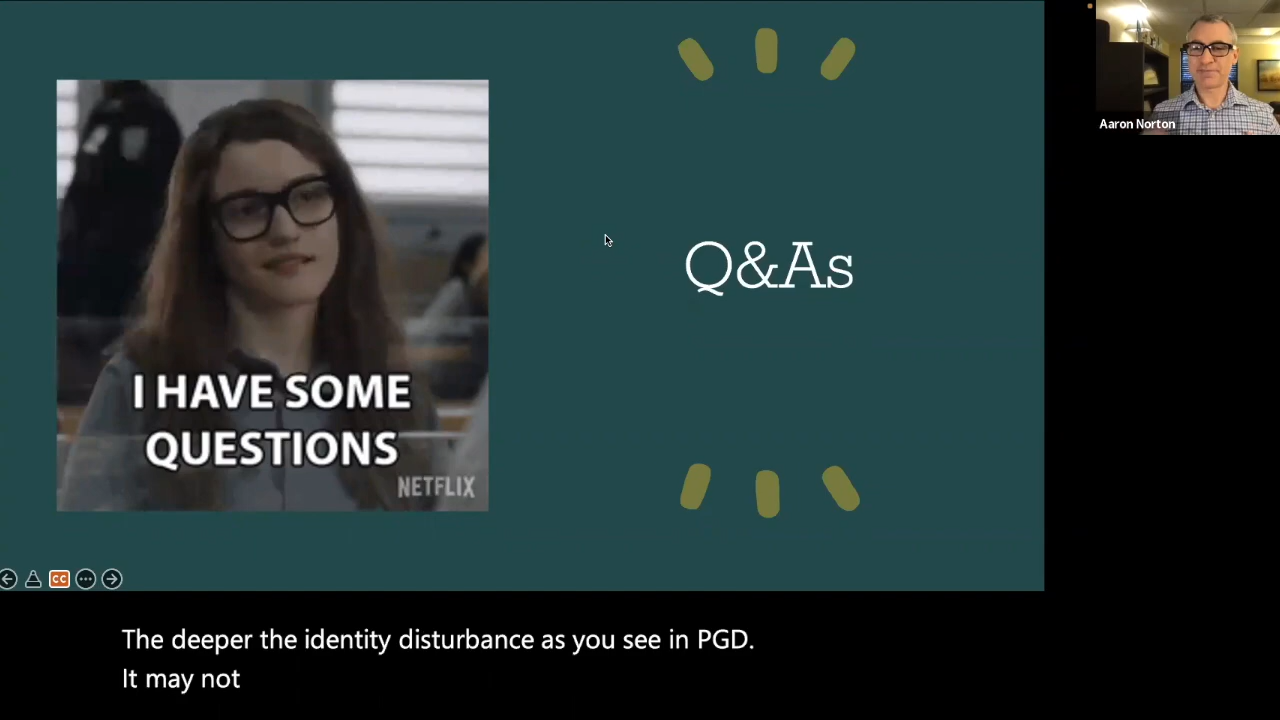 Aaron Norton
Q&As
I HAVE SOME
QUESTIONS
NETFLIX
CC
The deeper the identity disturbance as you see in PGD.
It may not